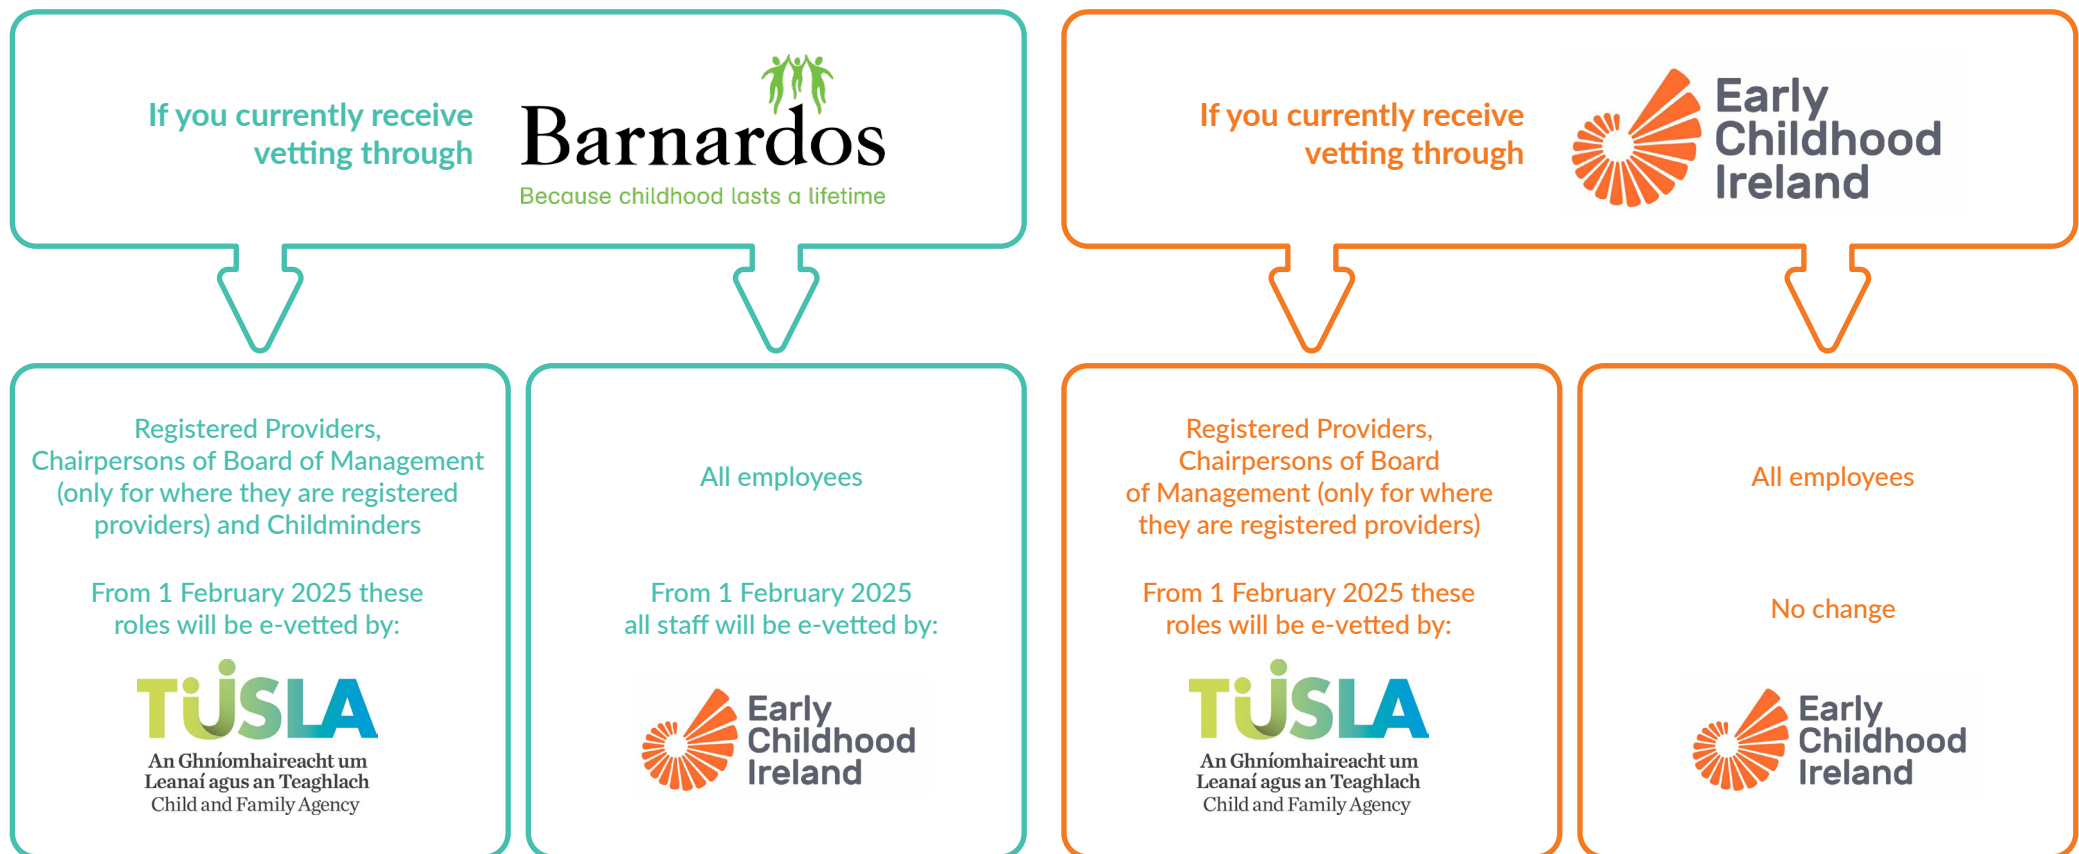 If you currently receive
vetting through
Barnardos
Because childhood lasts a lifetime
Registered Providers,
Chairpersons of Board of Management
(only for where they are registered
providers) and Childminders
From 1 February 2025 these
roles will be e-vetted by:
TUSLA
An Ghníomhaireacht um
Leanaí agus an Teaghlach
Child and Family Agency
All employees
From 1 February 2025
all staff will be e-vetted by:
Early
Childhood
Ireland
If you currently receive
vetting through
Early
Childhood
Ireland
Registered Providers,
Chairpersons of Board
of Management (only for where
they are registered providers)
From 1 February 2025 these
roles will be e-vetted by:
TUSLA
An Ghníomhaireacht um
Leanaí agus an Teaghlach
Child and Family Agency
All employees
No change
Early
Childhood
Ireland